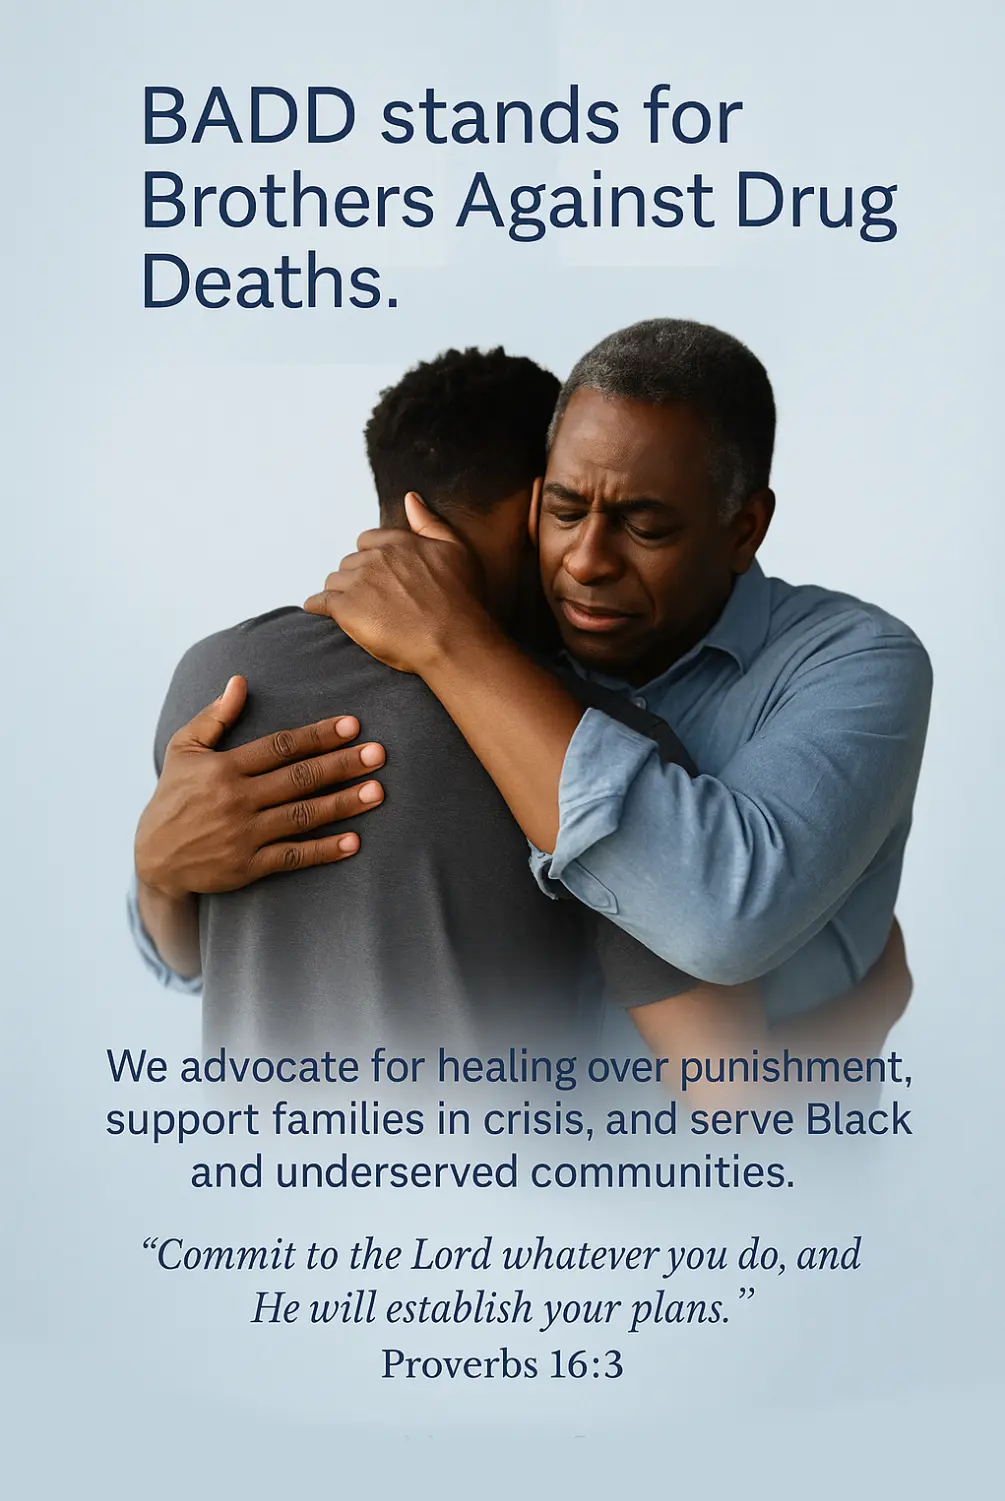 BADD stands for
Brothers Against Drug
Deaths.
We advocate for healing over punishment,
support families in crisis, and serve Black
and underserved communities.
“Commit to the Lord whatever you do, and
He will establish your plans.”
Proverbs 16:3